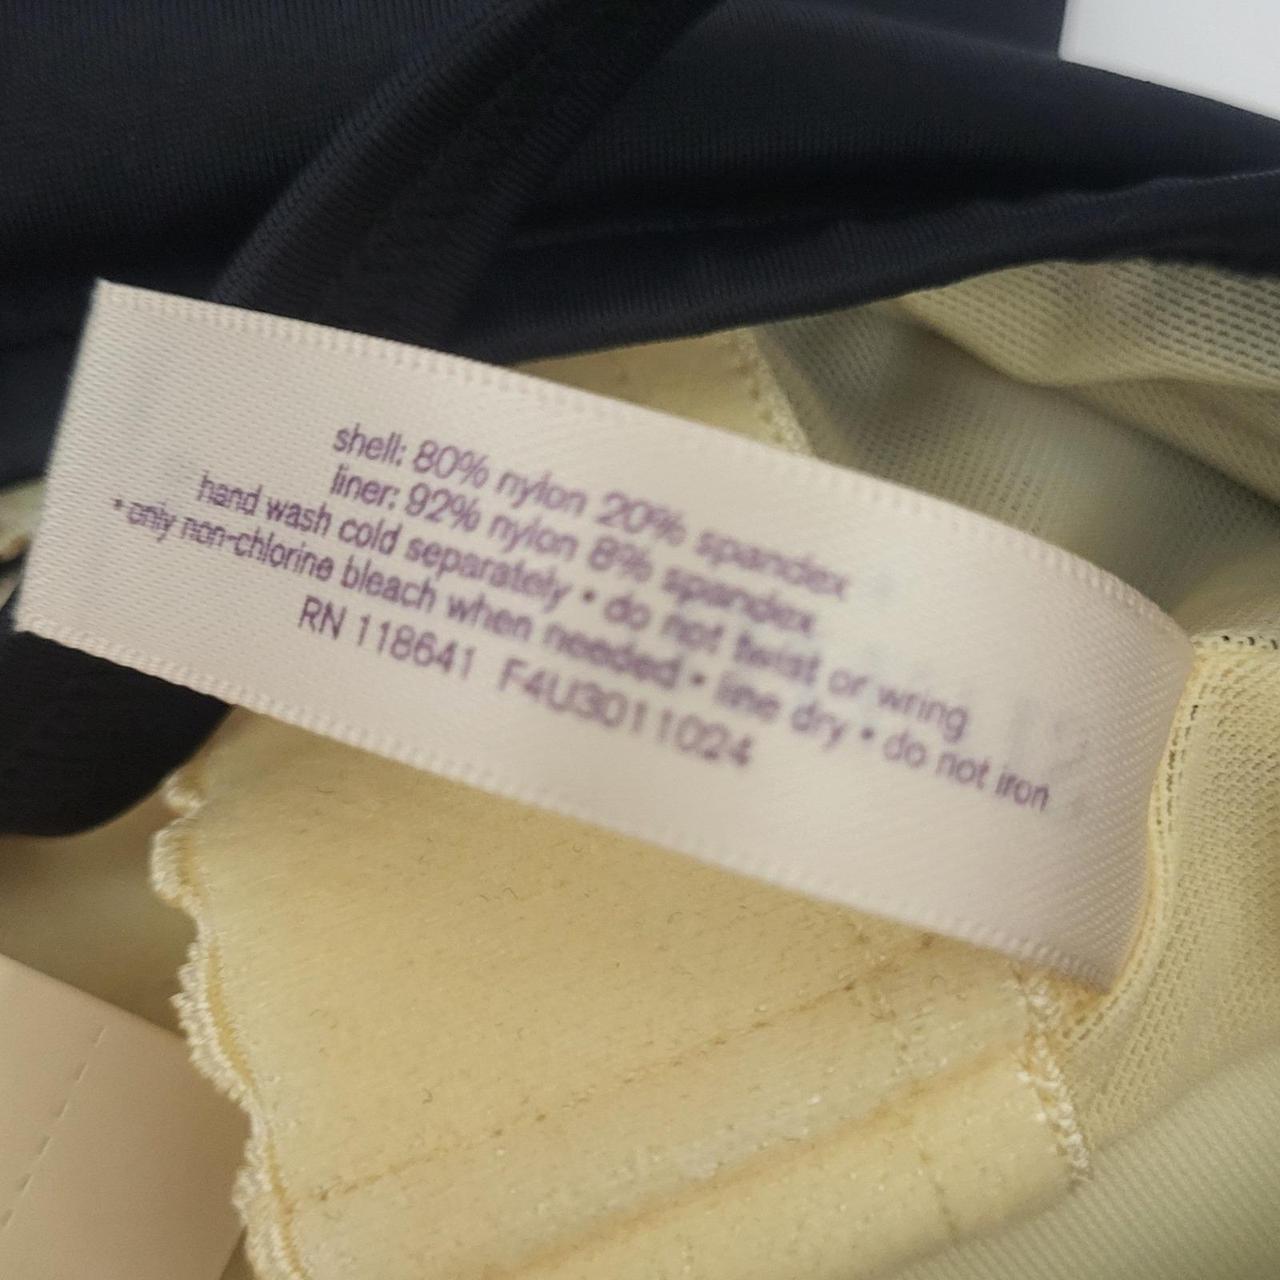 shell: 80% nylon 20% spandex
liner: 92% nylon 8% spandex
hand wash cold separately • do not twist or wring
• only non-chlorine bleach when needed • line dry • do not iron
RN 118641 F4U3011024